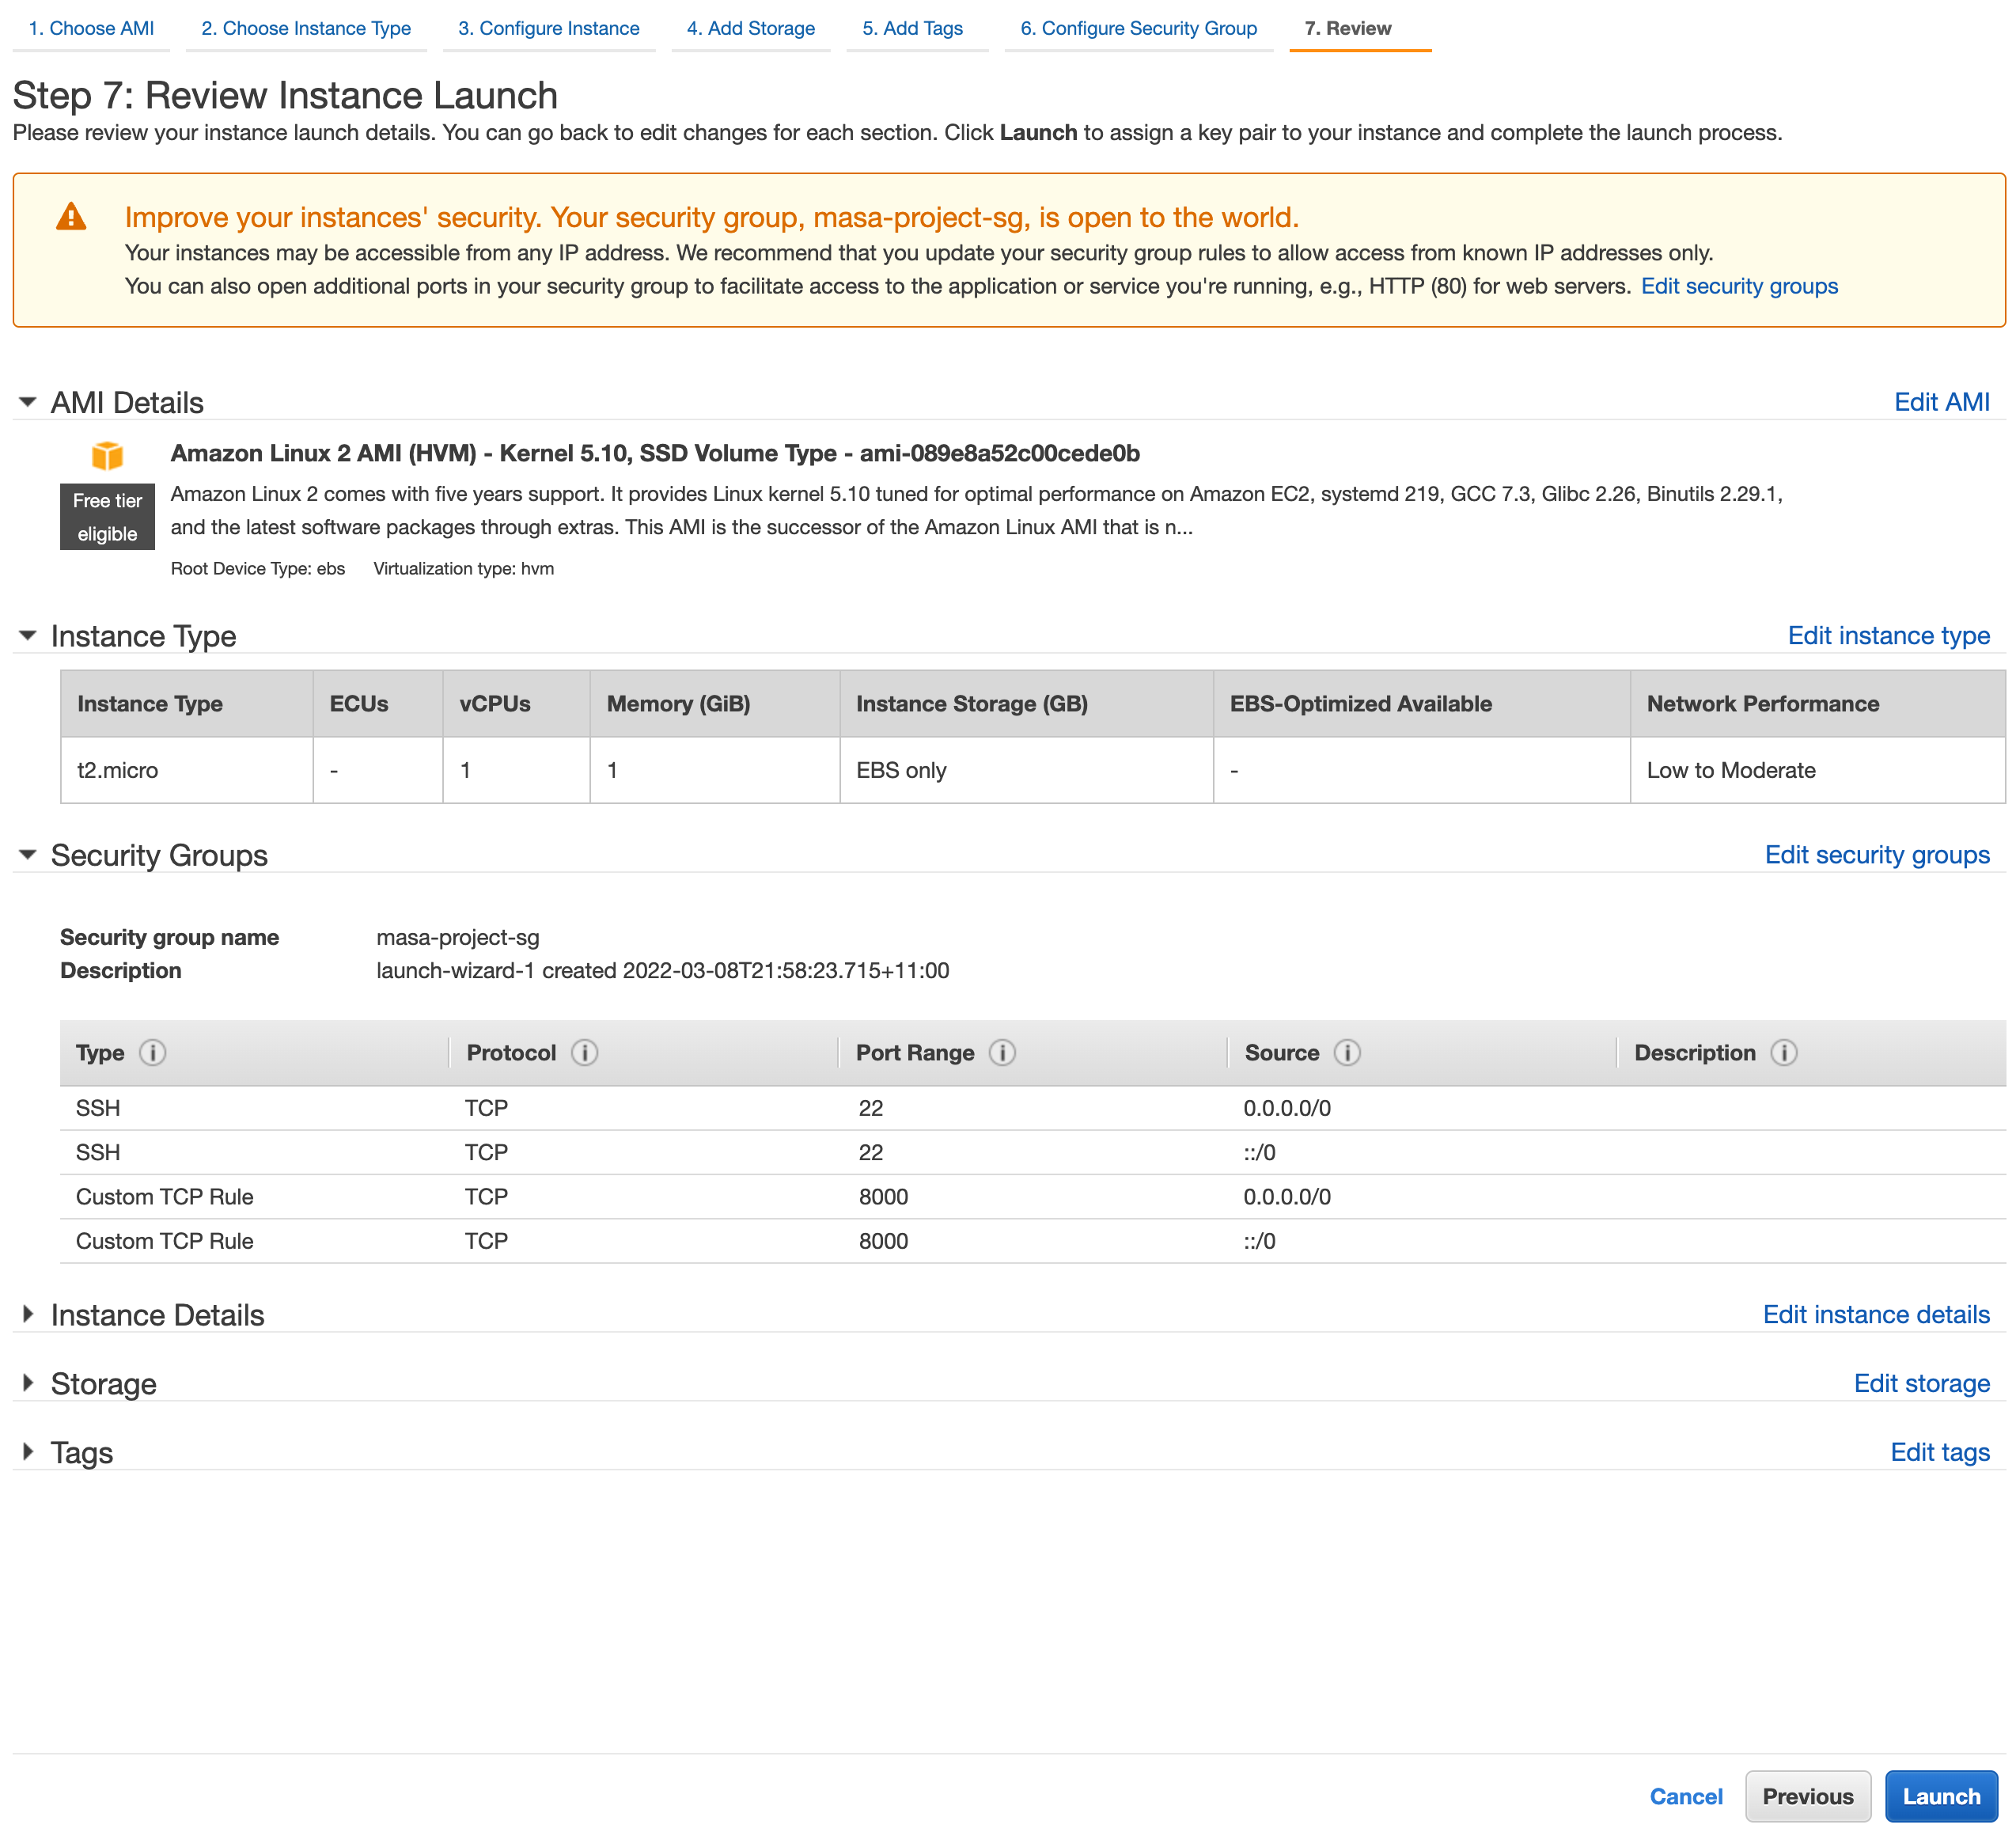 1. Choose AMI 2. Choose Instance Type 3. Configure Instance 4. Add Storage 5. Add Tags 6. Configure Security Group 7. Review
Step 7: Review Instance Launch
Please review your instance launch details. You can go back to edit changes for each section. Click Launch to assign a key pair to your instance and complete the launch process.
Improve your instances' security. Your security group, masa-project-sg, is open to the world.
Your instances may be accessible from any IP address. We recommend that you update your security group rules to allow access from known IP addresses only.
You can also open additional ports in your security group to facilitate access to the application or service you're running, e.g., HTTP (80) for web servers. Edit security groups
AMI Details Edit AMI
Amazon Linux 2 AMI (HVM) - Kernel 5.10, SSD Volume Type - ami-089e8a52c00cede0b
Free tier
eligible
Amazon Linux 2 comes with five years support. It provides Linux kernel 5.10 tuned for optimal performance on Amazon EC2, systemd 219, GCC 7.3, Glibc 2.26, Binutils 2.29.1,
and the latest software packages through extras. This AMI is the successor of the Amazon Linux AMI that is n...
Root Device Type: ebs Virtualization type: hvm
Instance Type Edit instance type
Instance Type ECUs vCPUs Memory (GiB) Instance Storage (GB) EBS-Optimized Available Network Performance
t2.micro - 1 1 EBS only - Low to Moderate
Security Groups Edit security groups
Security group name masa-project-sg
Description launch-wizard-1 created 2022-03-08T21:58:23.715+11:00
Type Protocol Port Range Source Description
SSH TCP 22 0.0.0.0/0
SSH TCP 22 ::/0
Custom TCP Rule TCP 8000 0.0.0.0/0
Custom TCP Rule TCP 8000 ::/0
Instance Details Edit instance details
Storage Edit storage
Tags Edit tags
Cancel Previous Launch